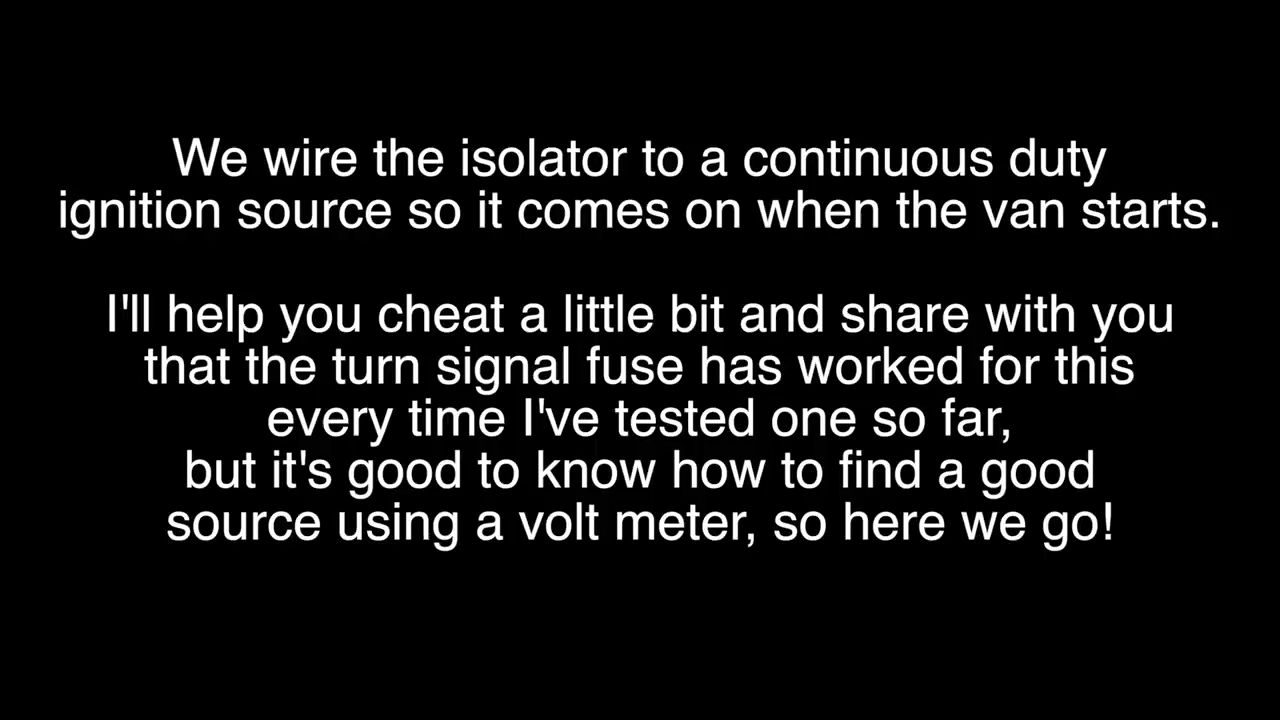 We wire the isolator to a continuous duty
ignition source so it comes on when the van starts.
I'll help you cheat a little bit and share with you
that the turn signal fuse has worked for this
every time I've tested one so far,
but it's good to know how to find a good
source using a volt meter, so here we go!